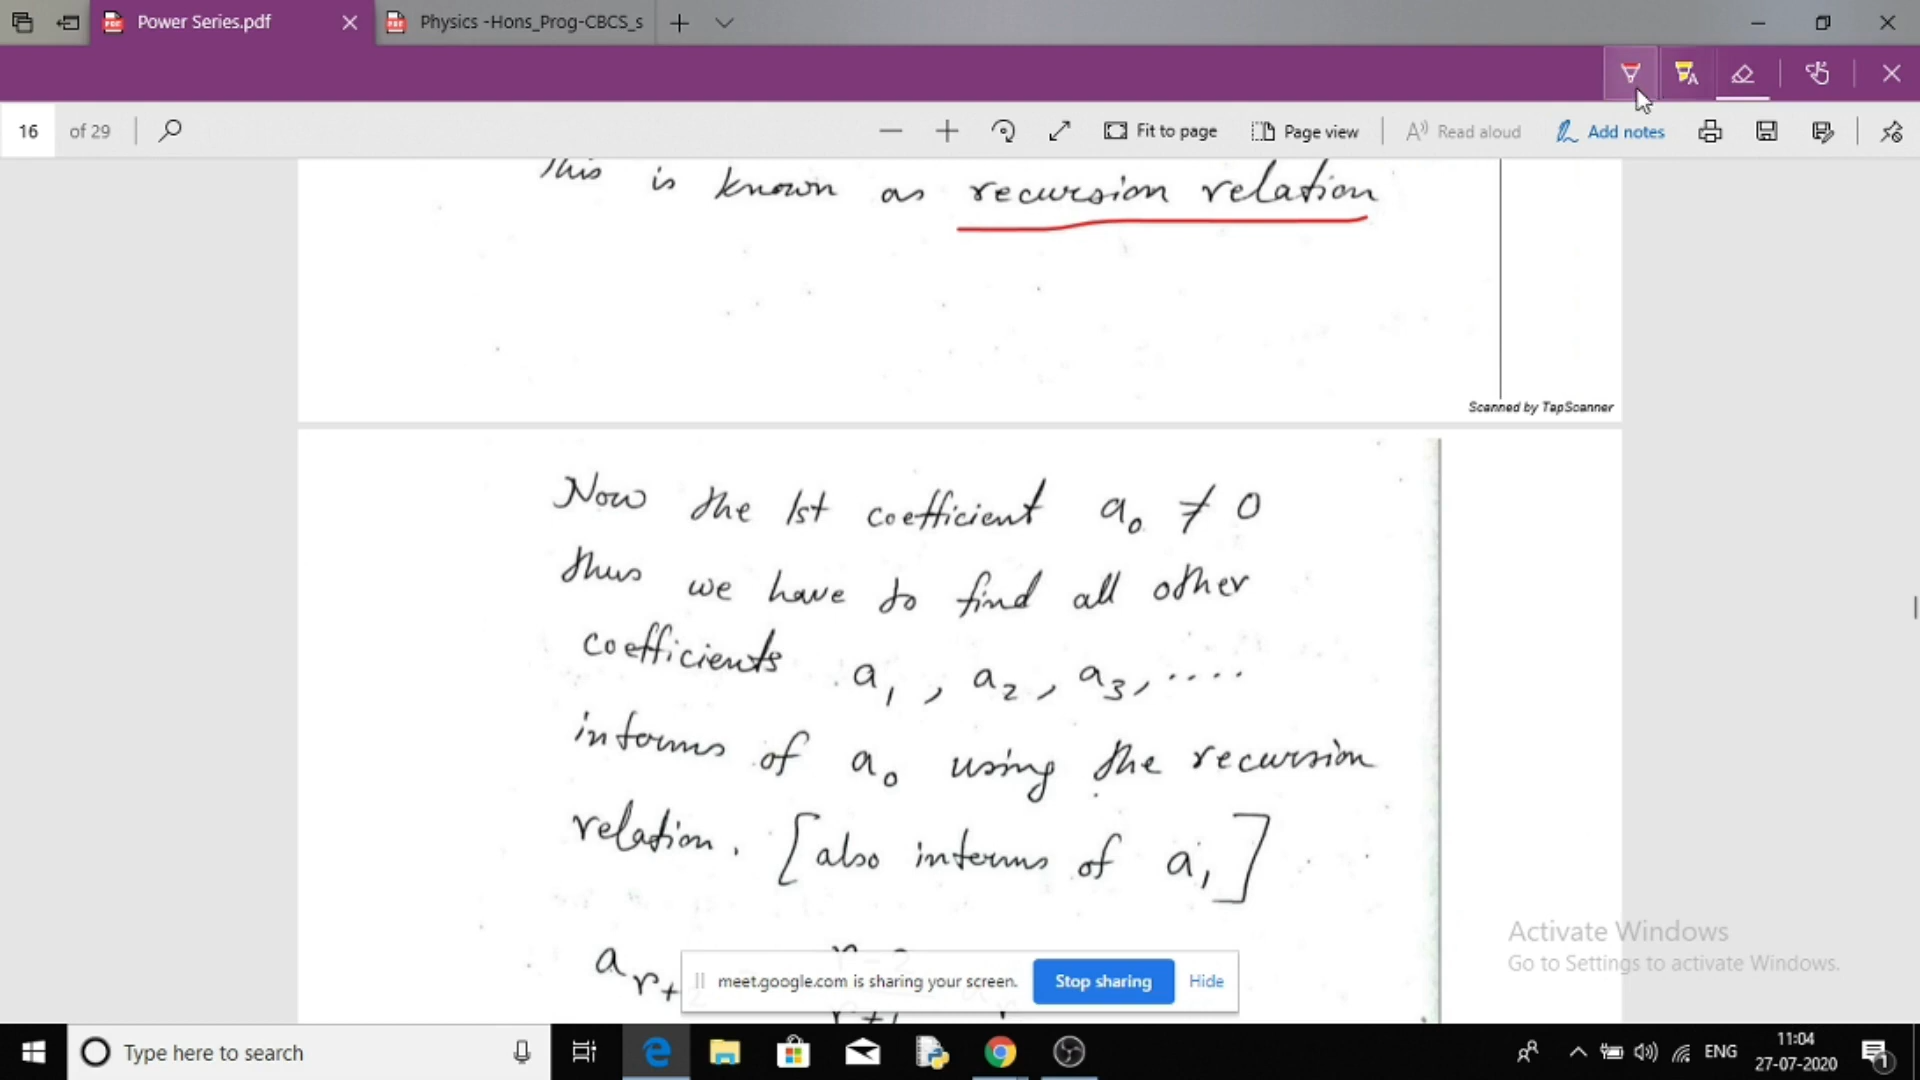 Power Series.pdf
Physics -Hons_Prog-CBCS_s
16 of 29
Fit to page
Page view
Read aloud
Add notes
This is known as recursion relation
Scanned by TapScanner
Now the 1st coefficient a₀ ≠ 0
thus we have to find all other
coefficients a₁, a₂, a₃, ....
interms of a₀ using the recursion
relation. [also interms of a₁]
meet.google.com is sharing your screen. Stop sharing Hide
Activate Windows
Go to Settings to activate Windows.
Type here to search
ENG
11:04
27-07-2020
1